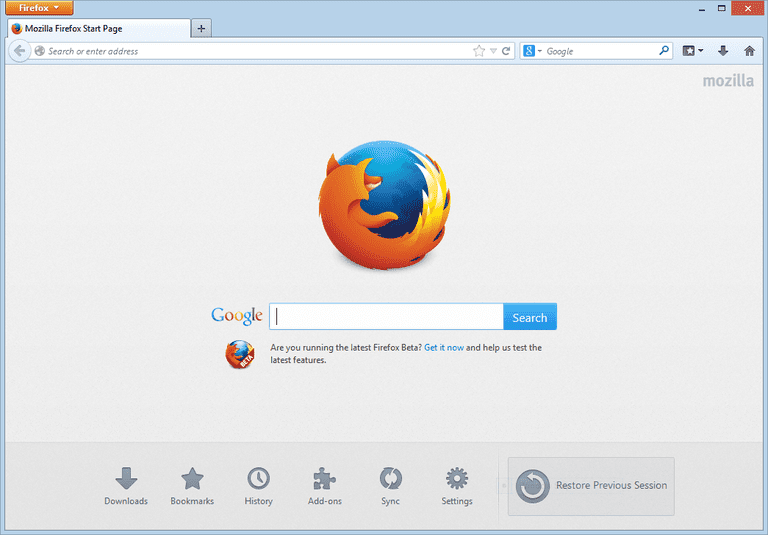 Firefox
Mozilla Firefox Start Page
Search or enter address
Google
mozilla
Google
Search
Are you running the latest Firefox Beta? Get it now and help us test the
latest features.
BETA
Downloads
Bookmarks
History
Add-ons
Sync
Settings
Restore Previous Session